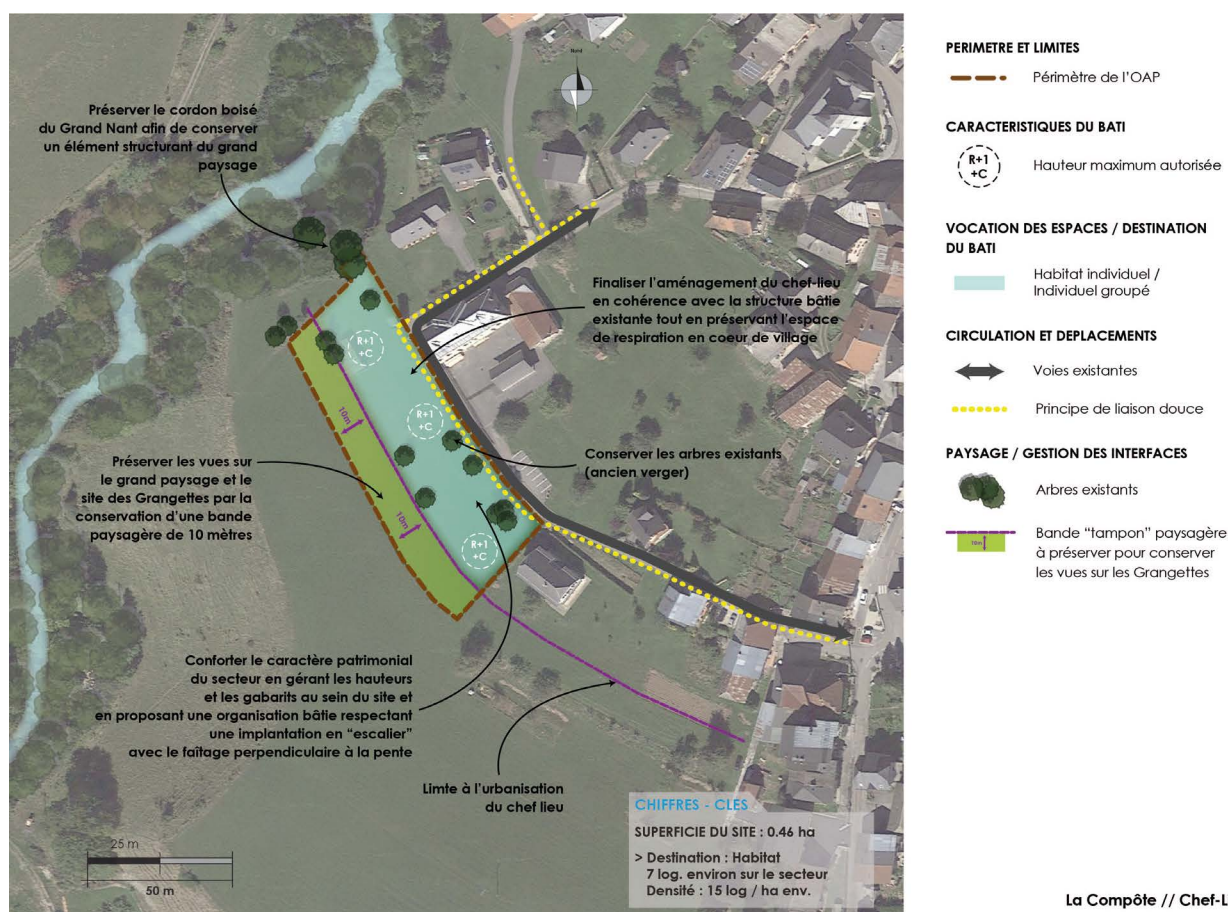 Nord
Préserver le cordon boisé
du Grand Nant afin de conserver
un élément structurant du grand
paysage
Finaliser l'aménagement du chef-lieu
en cohérence avec la structure bâtie
existante tout en préservant l'espace
de respiration en coeur de village
R+1
+C
10m
R+1
+C
Conserver les arbres existants
(ancien verger)
Préserver les vues sur
le grand paysage et le
site des Grangettes par la
conservation d'une bande
paysagère de 10 mètres
10m
R+1
+C
Conforter le caractère patrimonial
du secteur en gérant les hauteurs
et les gabarits au sein du site et
en proposant une organisation bâtie respectant
une implantation en "escalier"
avec le faîtage perpendiculaire à la pente
Limte à l'urbanisation
du chef lieu
25 m
50 m
CHIFFRES - CLES
SUPERFICIE DU SITE : 0.46 ha
> Destination : Habitat
7 log. environ sur le secteur
Densité : 15 log / ha env.
PERIMETRE ET LIMITES
Périmètre de l'OAP
CARACTERISTIQUES DU BATI
R+1
+C
Hauteur maximum autorisée
VOCATION DES ESPACES / DESTINATION
DU BATI
Habitat individuel /
Individuel groupé
CIRCULATION ET DEPLACEMENTS
Voies existantes
Principe de liaison douce
PAYSAGE / GESTION DES INTERFACES
Arbres existants
10m
Bande "tampon" paysagère
à préserver pour conserver
les vues sur les Grangettes
La Compôte // Chef-L